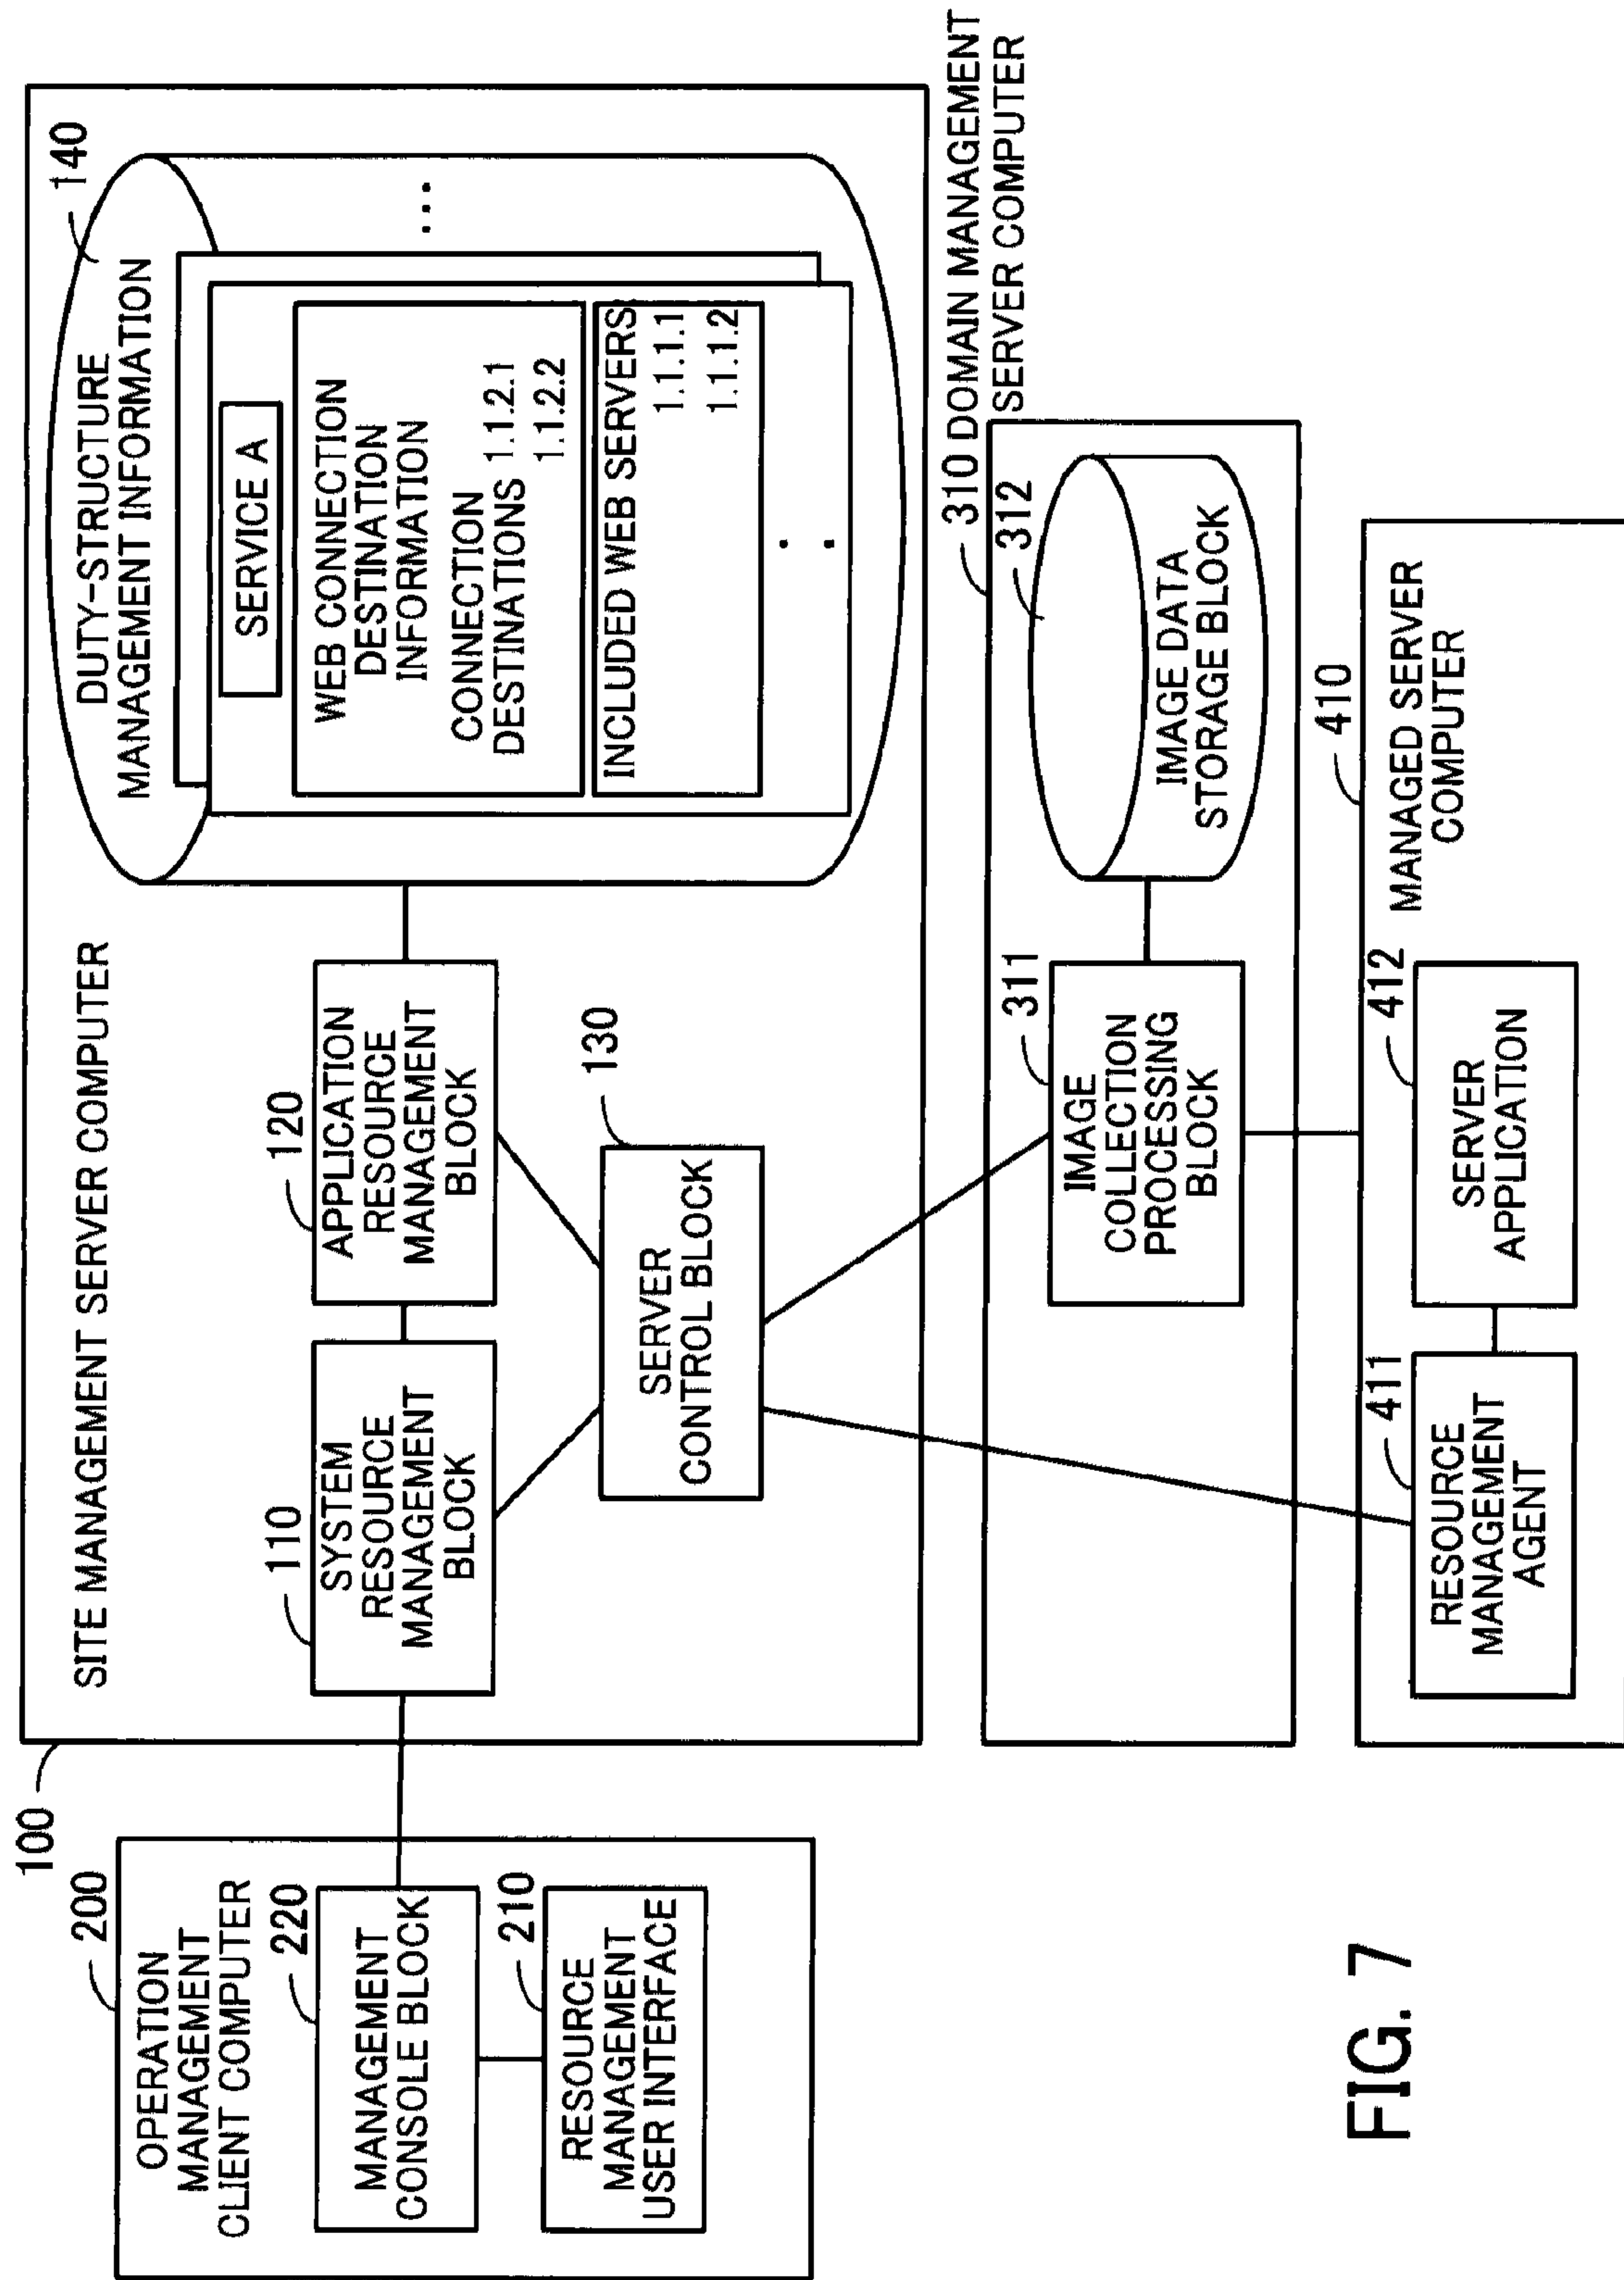 100
SITE MANAGEMENT SERVER COMPUTER
200
OPERATION
MANAGEMENT
CLIENT COMPUTER
220
MANAGEMENT
CONSOLE BLOCK
210
RESOURCE
MANAGEMENT
USER INTERFACE
110
SYSTEM
RESOURCE
MANAGEMENT
BLOCK
120
APPLICATION
RESOURCE
MANAGEMENT
BLOCK
130
SERVER
CONTROL BLOCK
140
DUTY-STRUCTURE
MANAGEMENT INFORMATION
SERVICE A
WEB CONNECTION
DESTINATION
INFORMATION
CONNECTION
DESTINATIONS 1.1.2.1
1.1.2.2
INCLUDED WEB SERVERS
1.1.1.1
1.1.1.2
...
310 DOMAIN MANAGEMENT
SERVER COMPUTER
311
IMAGE
COLLECTION
PROCESSING
BLOCK
312
IMAGE DATA
STORAGE BLOCK
410
MANAGED SERVER
COMPUTER
411
RESOURCE
MANAGEMENT
AGENT
412
SERVER
APPLICATION
FIG. 7